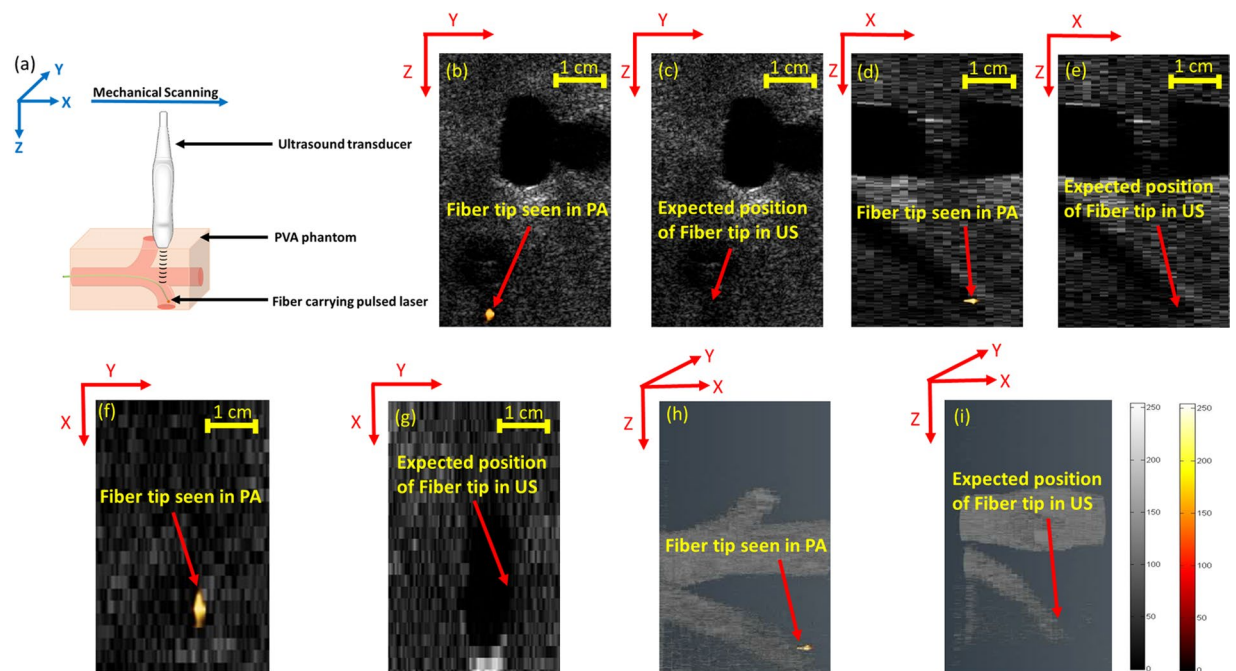 (a)
Y
X
Z
Mechanical Scanning
Ultrasound transducer
PVA phantom
Fiber carrying pulsed laser
Y
Z
(b)
1 cm
Fiber tip seen in PA
Y
Z
(c)
1 cm
Expected position
of Fiber tip in US
X
Z
(d)
1 cm
Fiber tip seen in PA
X
Z
(e)
1 cm
Expected position
of Fiber tip in US
Y
X
(f)
1 cm
Fiber tip seen in PA
Y
X
(g)
1 cm
Expected position
of Fiber tip in US
Y
X
Z
(h)
Fiber tip seen in PA
Y
X
Z
(i)
Expected position
of Fiber tip in US
250
200
150
100
50
0
250
200
150
100
50
0